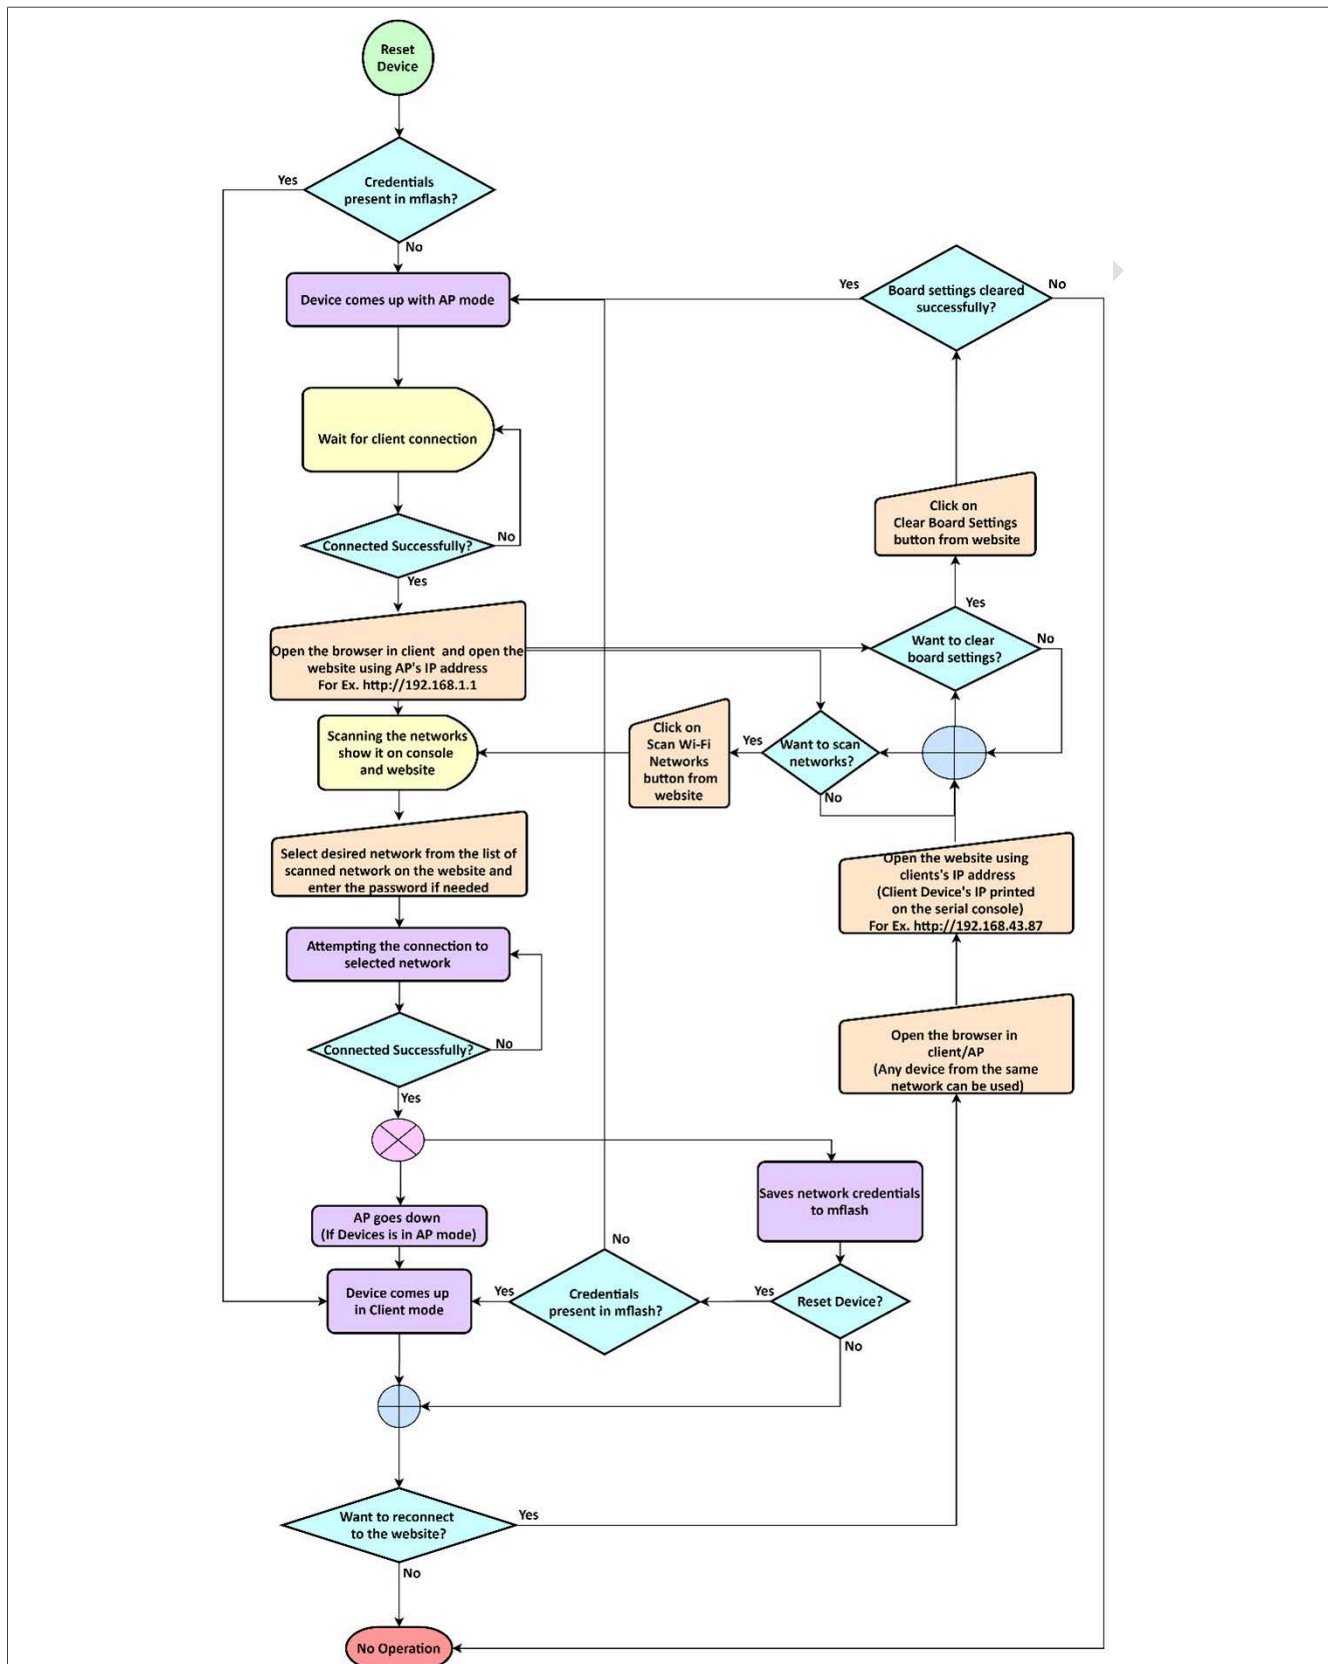 Reset
Device
Credentials
present in mflash?
Yes
No
Device comes up with AP mode
Wait for client connection
Connected Successfully?
No
Yes
Open the browser in client and open the
website using AP's IP address
For Ex. http://192.168.1.1
Scanning the networks
show it on console
and website
Select desired network from the list of
scanned network on the website and
enter the password if needed
Attempting the connection to
selected network
Connected Successfully?
No
Yes
AP goes down
(If Devices is in AP mode)
Device comes up
in Client mode
Want to reconnect
to the website?
Yes
No
No Operation
Saves network credentials
to mflash
Reset Device?
Yes
No
Credentials
present in mflash?
Yes
No
Open the browser in
client/AP
(Any device from the same
network can be used)
Open the website using
clients's IP address
(Client Device's IP printed
on the serial console)
For Ex. http://192.168.43.87
Want to scan
networks?
Yes
No
Click on
Scan Wi-Fi
Networks
button from
website
Want to clear
board settings?
Yes
No
Click on
Clear Board Settings
button from website
Board settings cleared
successfully?
Yes
No